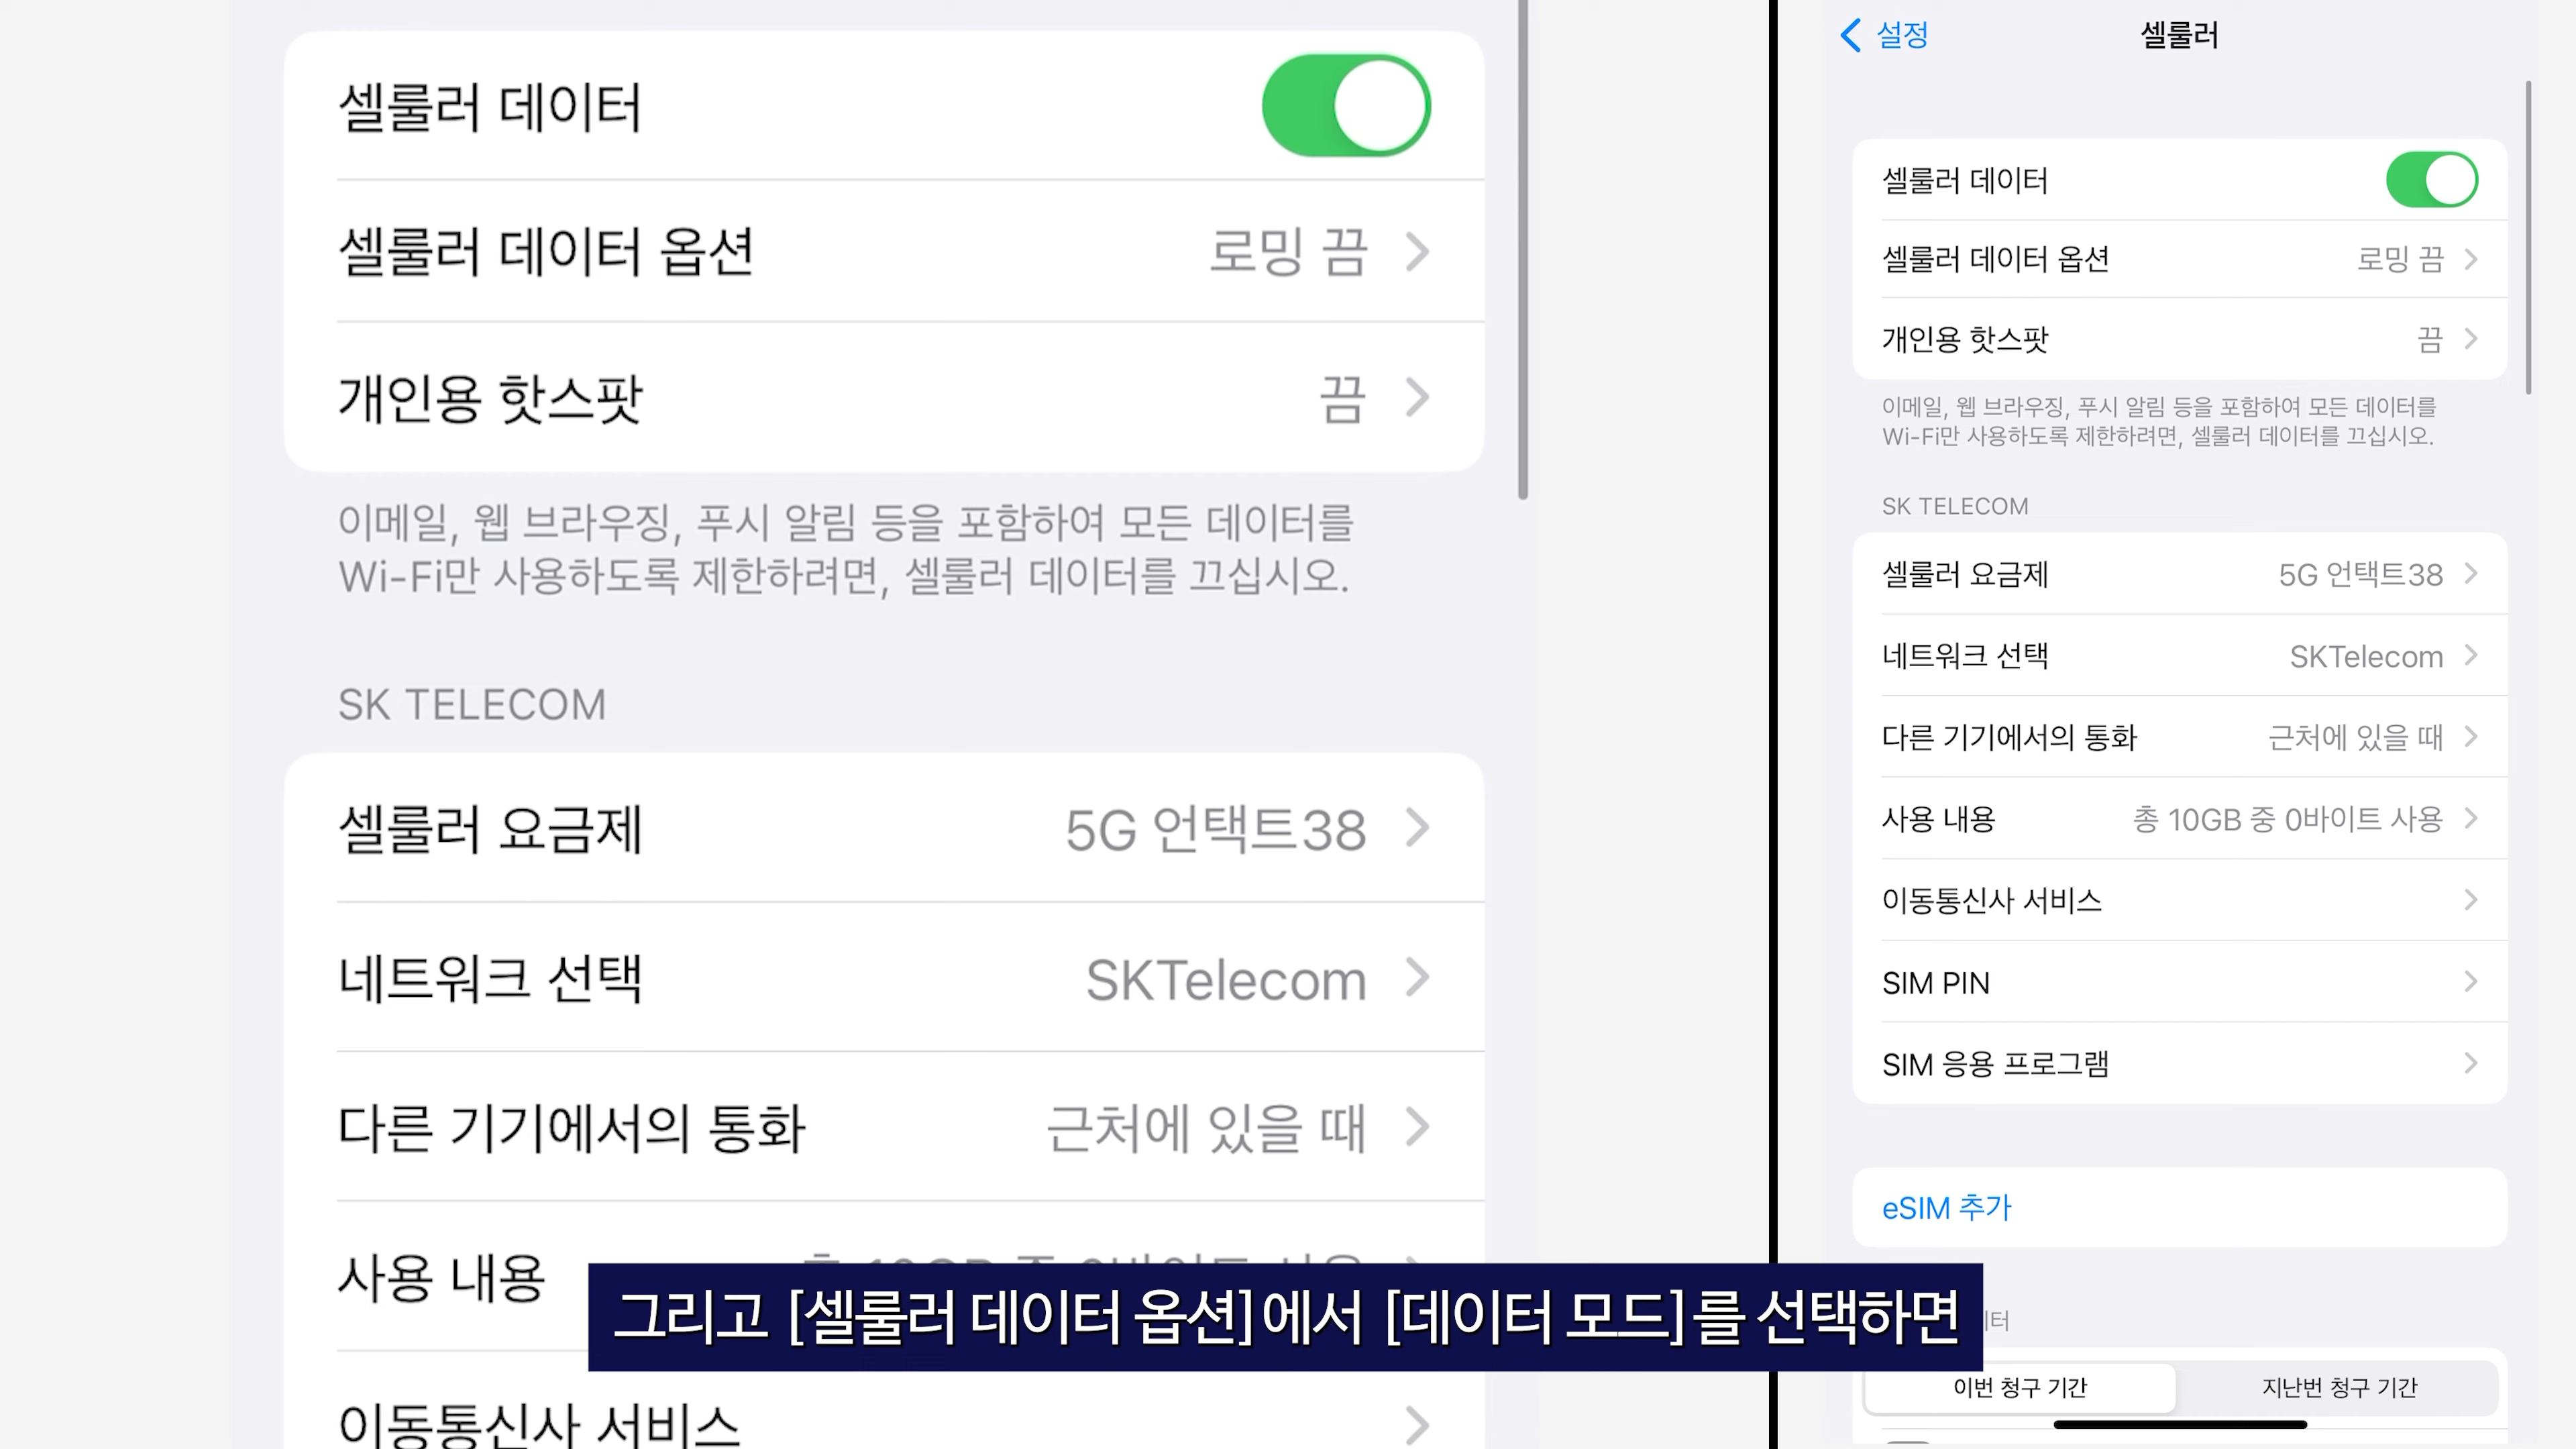 셀룰러 데이터
셀룰러 데이터 옵션 로밍 끔
개인용 핫스팟 끔
이메일, 웹 브라우징, 푸시 알림 등을 포함하여 모든 데이터를
Wi-Fi만 사용하도록 제한하려면, 셀룰러 데이터를 끄십시오.
SK TELECOM
셀룰러 요금제 5G 언택트38
네트워크 선택 SKTelecom
다른 기기에서의 통화 근처에 있을 때
사용 내용
이동통신사 서비스
설정 셀룰러
셀룰러 데이터
셀룰러 데이터 옵션 로밍 끔
개인용 핫스팟 끔
이메일, 웹 브라우징, 푸시 알림 등을 포함하여 모든 데이터를
Wi-Fi만 사용하도록 제한하려면, 셀룰러 데이터를 끄십시오.
SK TELECOM
셀룰러 요금제 5G 언택트38
네트워크 선택 SKTelecom
다른 기기에서의 통화 근처에 있을 때
사용 내용 총 10GB 중 0바이트 사용
이동통신사 서비스
SIM PIN
SIM 응용 프로그램
eSIM 추가
이번 청구 기간 지난번 청구 기간
그리고 [셀룰러 데이터 옵션]에서 [데이터 모드]를 선택하면